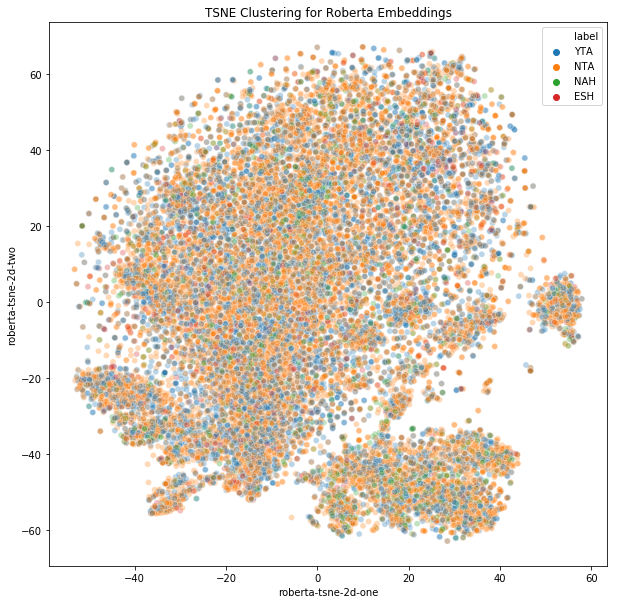 TSNE Clustering for Roberta Embeddings
label
YTA
NTA
NAH
ESH
60
40
20
0
−20
−40
−60
roberta-tsne-2d-two
−40
−20
0
20
40
60
roberta-tsne-2d-one